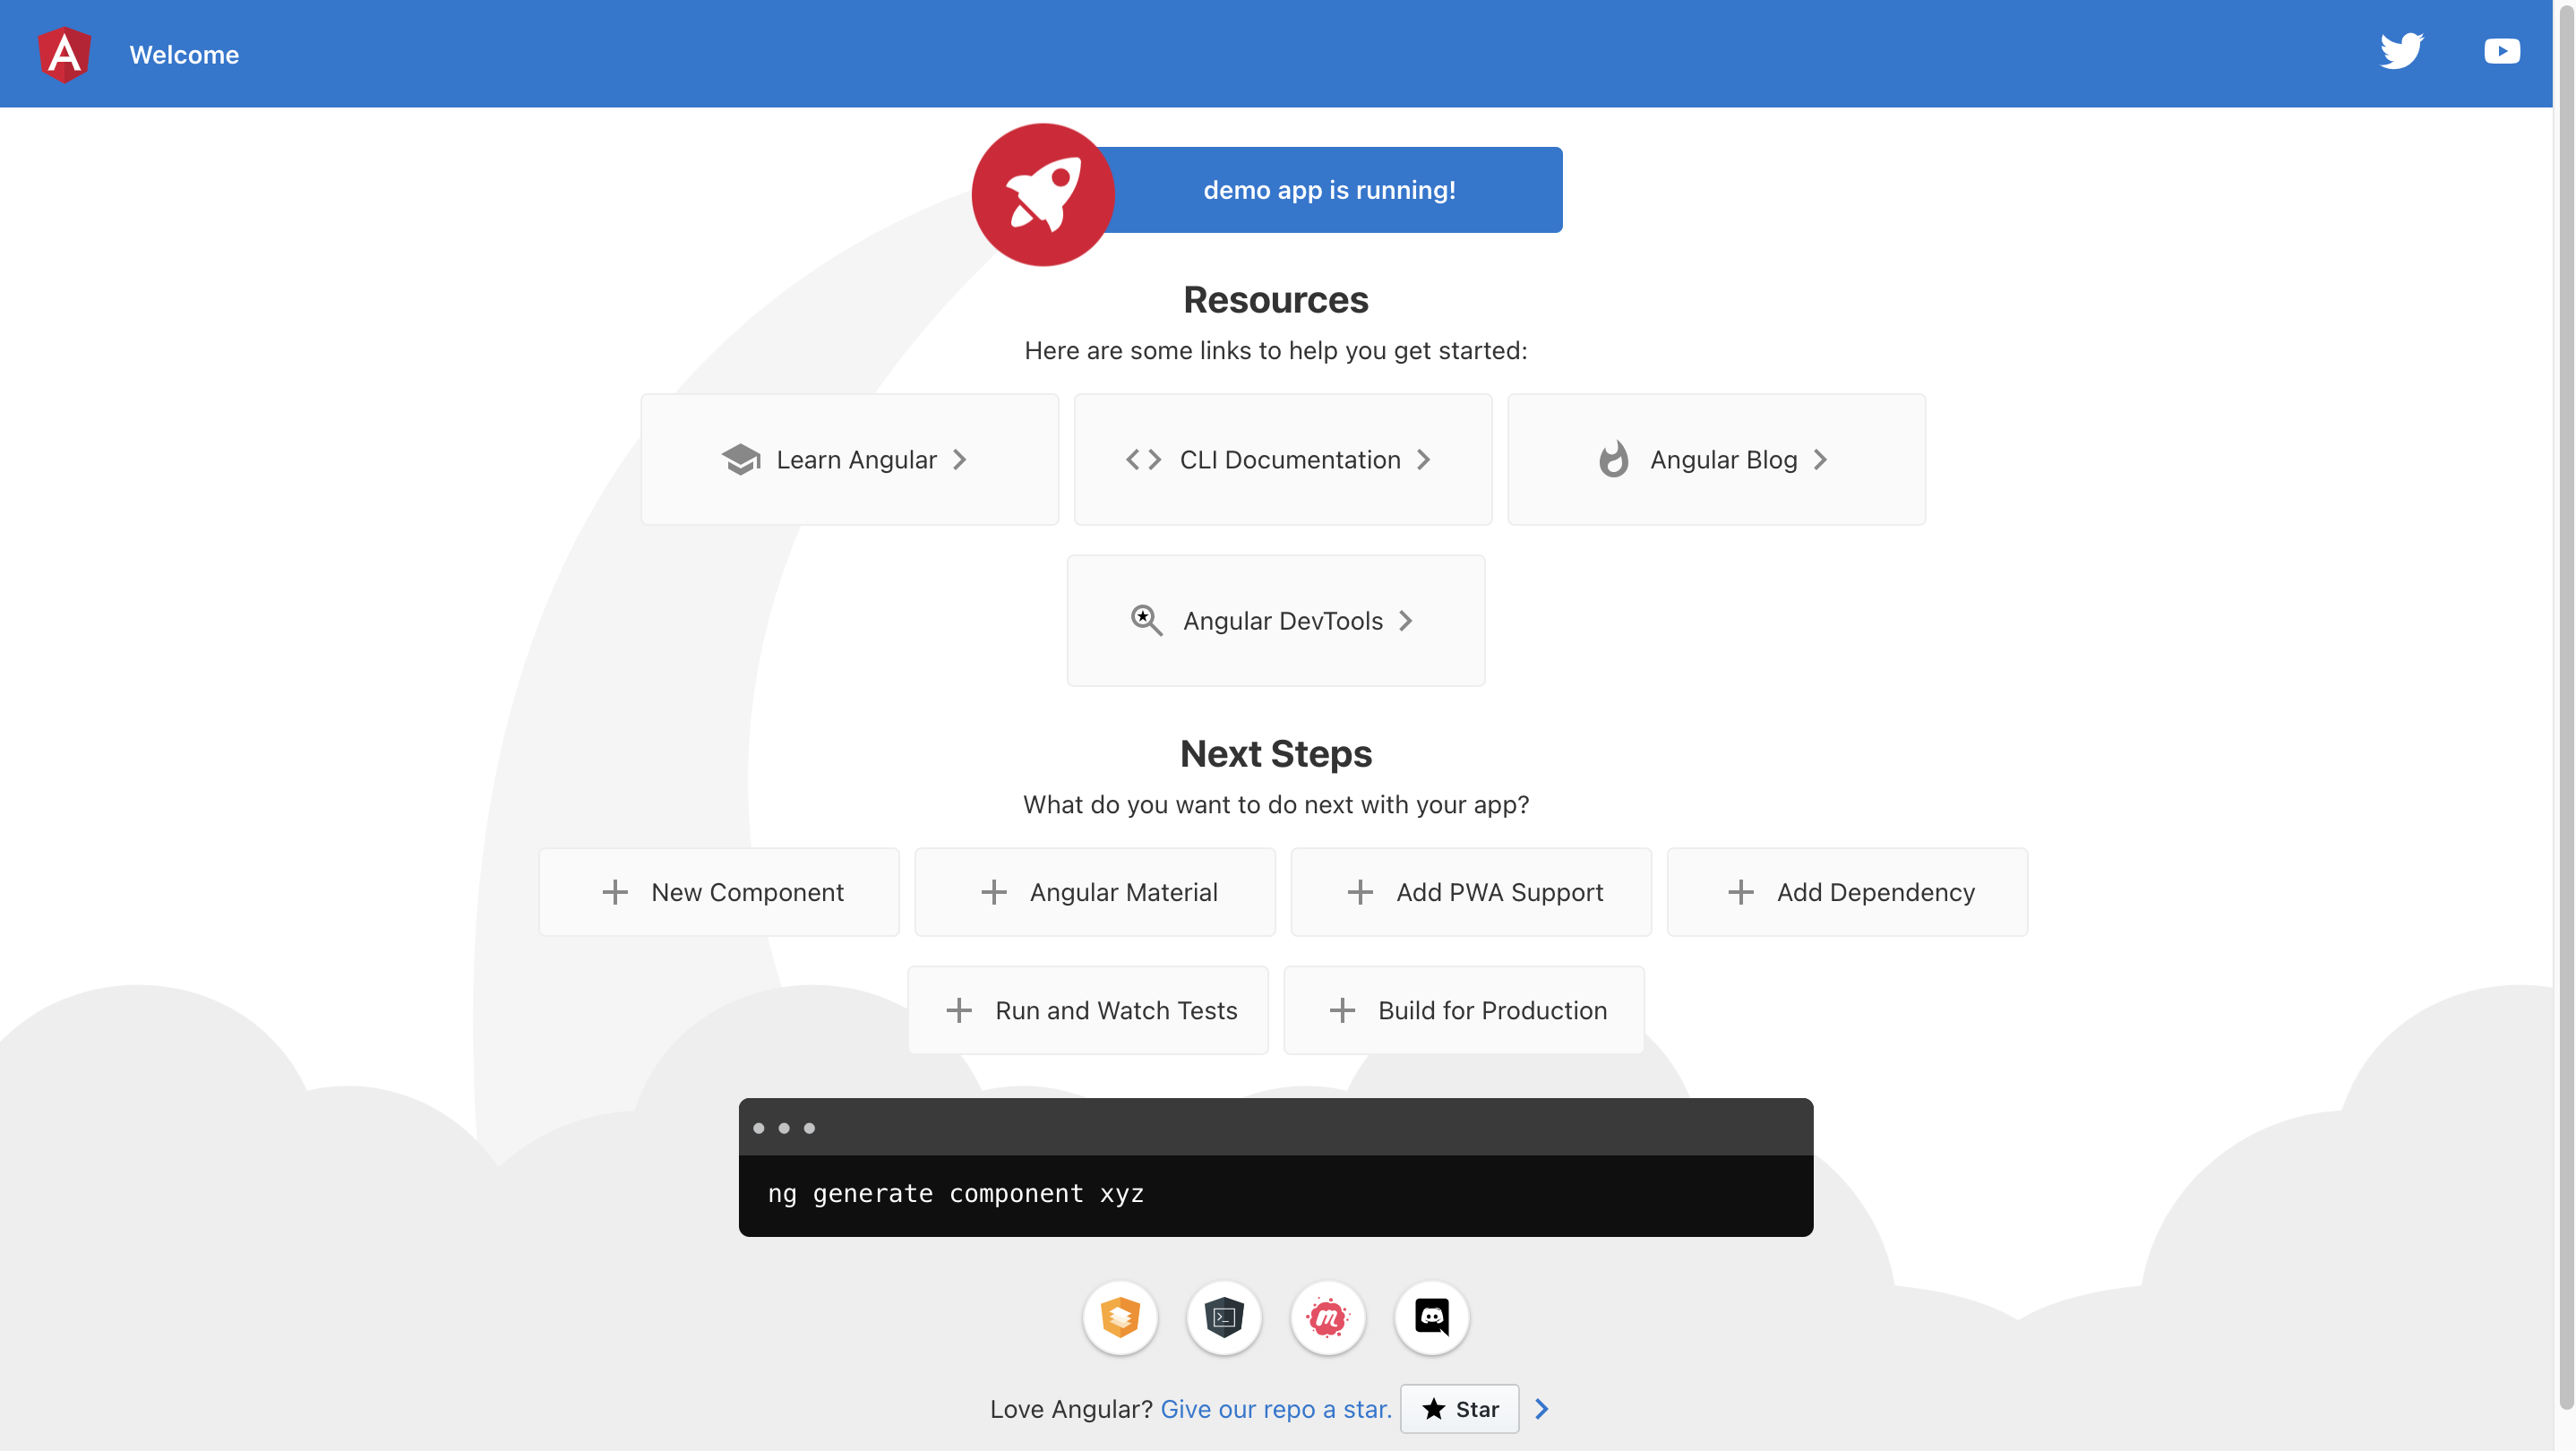 Welcome
demo app is running!
Resources
Here are some links to help you get started:
Learn Angular
CLI Documentation
Angular Blog
Angular DevTools
Next Steps
What do you want to do next with your app?
New Component
Angular Material
Add PWA Support
Add Dependency
Run and Watch Tests
Build for Production
ng generate component xyz
Love Angular? Give our repo a star. Star